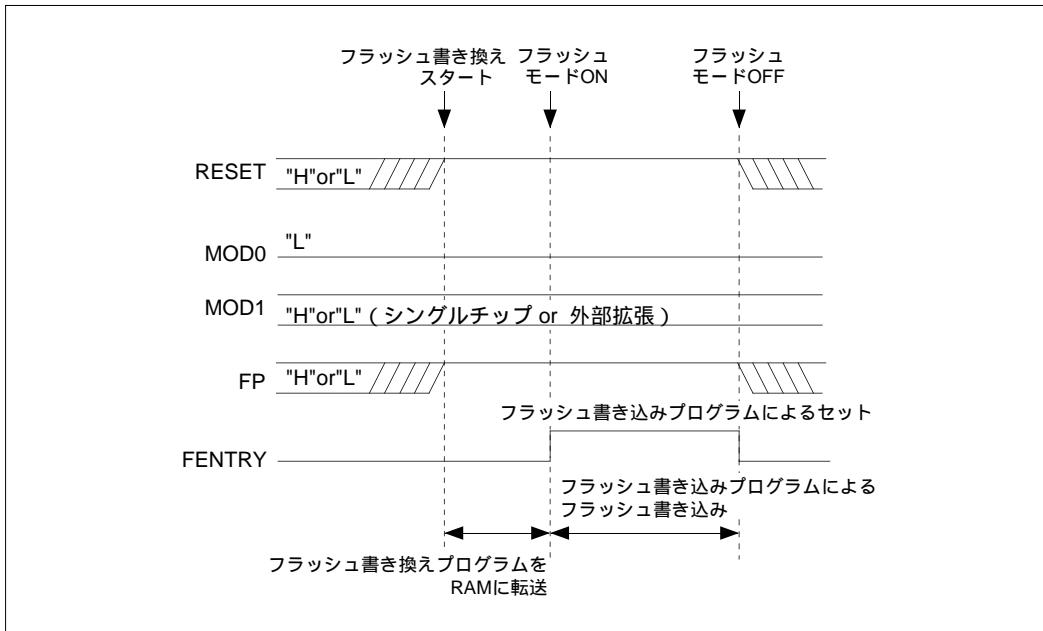 フラッシュ書き換え
スタート
フラッシュ
モードON
フラッシュ
モードOFF
RESET "H"or"L"
MOD0 "L"
MOD1 "H"or"L" ( シングルチップ or 外部拡張 )
FP "H"or"L"
フラッシュ書き込みプログラムによるセット
FENTRY
フラッシュ書き込みプログラムによる
フラッシュ書き込み
フラッシュ書き換えプログラムを
RAMに転送